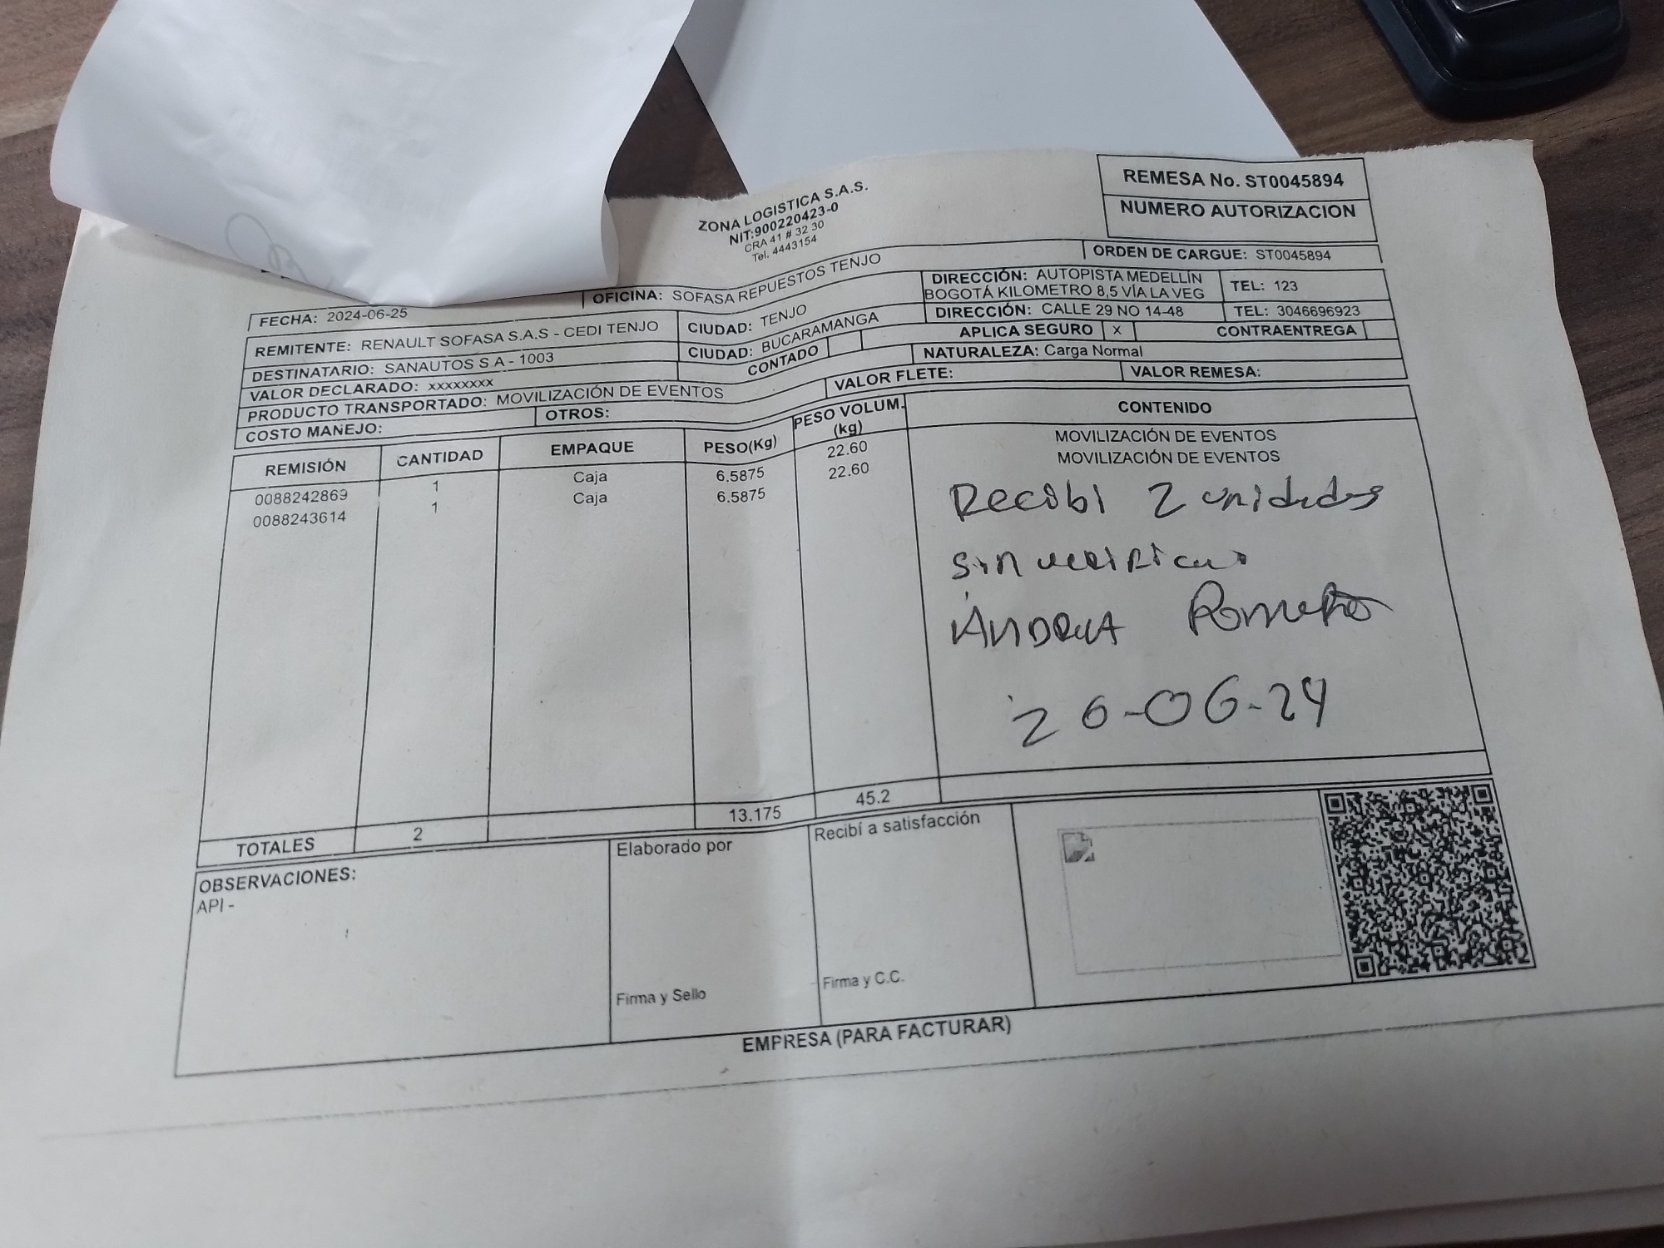 ZONA LOGISTICA S.A.S.
NIT:900220423-0
CRA 41 # 32 30
Tel. 4443154
REMESA No. ST0045894
NUMERO AUTORIZACION
ORDEN DE CARGUE: ST0045894
FECHA: 2024-06-25
OFICINA: SOFASA REPUESTOS TENJO
REMITENTE: RENAULT SOFASA S.A.S - CEDI TENJO
CIUDAD: TENJO
DIRECCIÓN: AUTOPISTA MEDELLÍN
BOGOTÁ KILOMETRO 8,5 VÍA LA VEG
TEL: 123
DESTINATARIO: SANAUTOS S A - 1003
CIUDAD: BUCARAMANGA
DIRECCIÓN: CALLE 29 NO 14-48
TEL: 3046696923
VALOR DECLARADO: xxxxxxxx
CONTADO
APLICA SEGURO X
CONTRAENTREGA
PRODUCTO TRANSPORTADO: MOVILIZACIÓN DE EVENTOS
NATURALEZA: Carga Normal
COSTO MANEJO:
OTROS:
VALOR FLETE:
VALOR REMESA:
REMISIÓN CANTIDAD EMPAQUE PESO(Kg) PESO VOLUM. (kg) CONTENIDO
0088242869 1 Caja 6.5875 22.60 MOVILIZACIÓN DE EVENTOS
0088243614 1 Caja 6.5875 22.60 MOVILIZACIÓN DE EVENTOS
Recibi 2 unidades
sin verificar
ANDREA Romero
26-06-24
TOTALES 2 13.175 45.2
OBSERVACIONES:
API -
Elaborado por
Firma y Sello
Recibí a satisfacción
Firma y C.C.
EMPRESA (PARA FACTURAR)